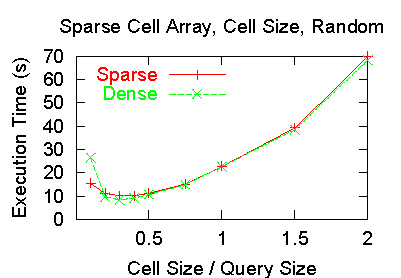 Sparse Cell Array, Cell Size, Random
Execution Time (s)
70
60
50
40
30
20
10
0
Sparse
Dense
0.5
1
1.5
2
Cell Size / Query Size